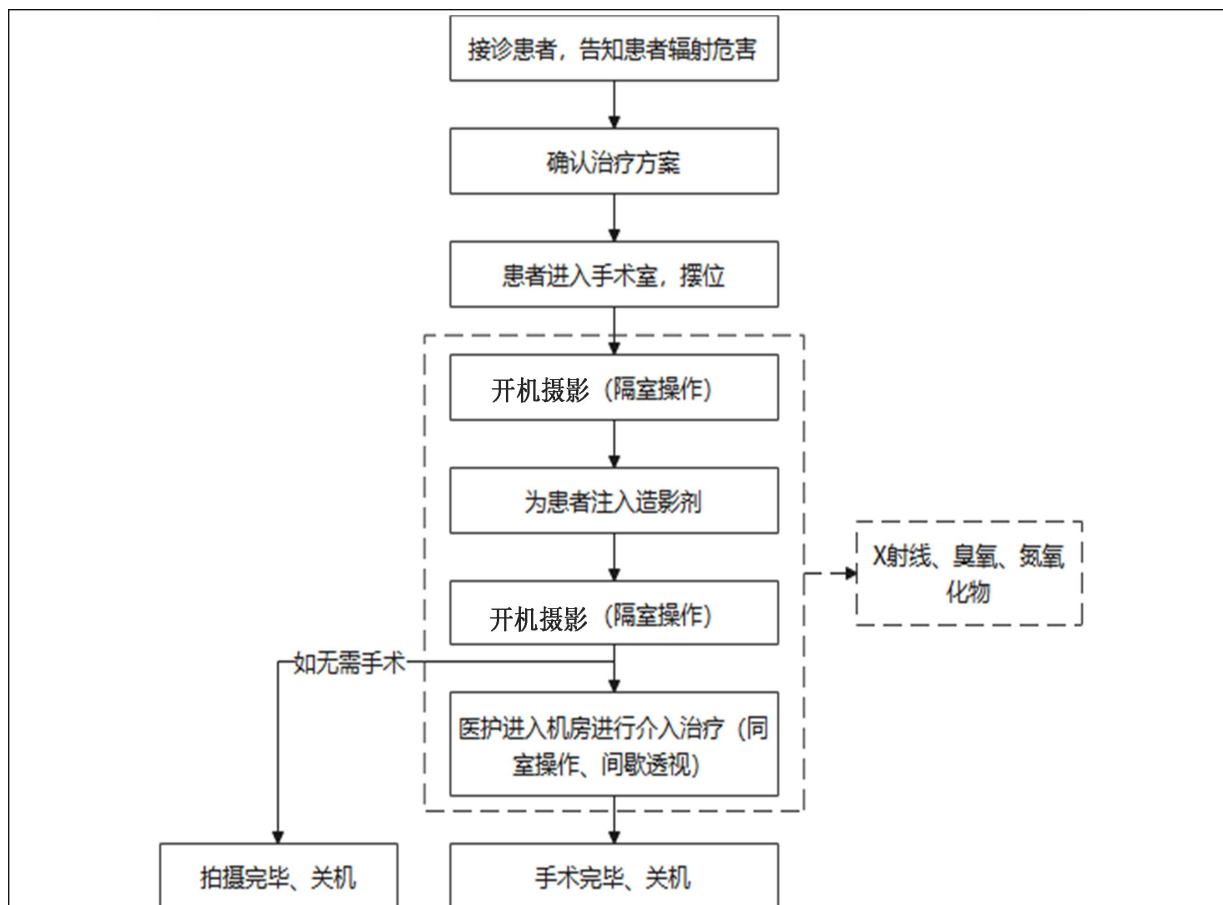 接诊患者，告知患者辐射危害
确认治疗方案
患者进入手术室，摆位
开机摄影（隔室操作）
为患者注入造影剂
X射线、臭氧、氮氧
化物
开机摄影（隔室操作）
如无需手术
医护进入机房进行介入治疗（同
室操作、间歇透视）
拍摄完毕、关机
手术完毕、关机